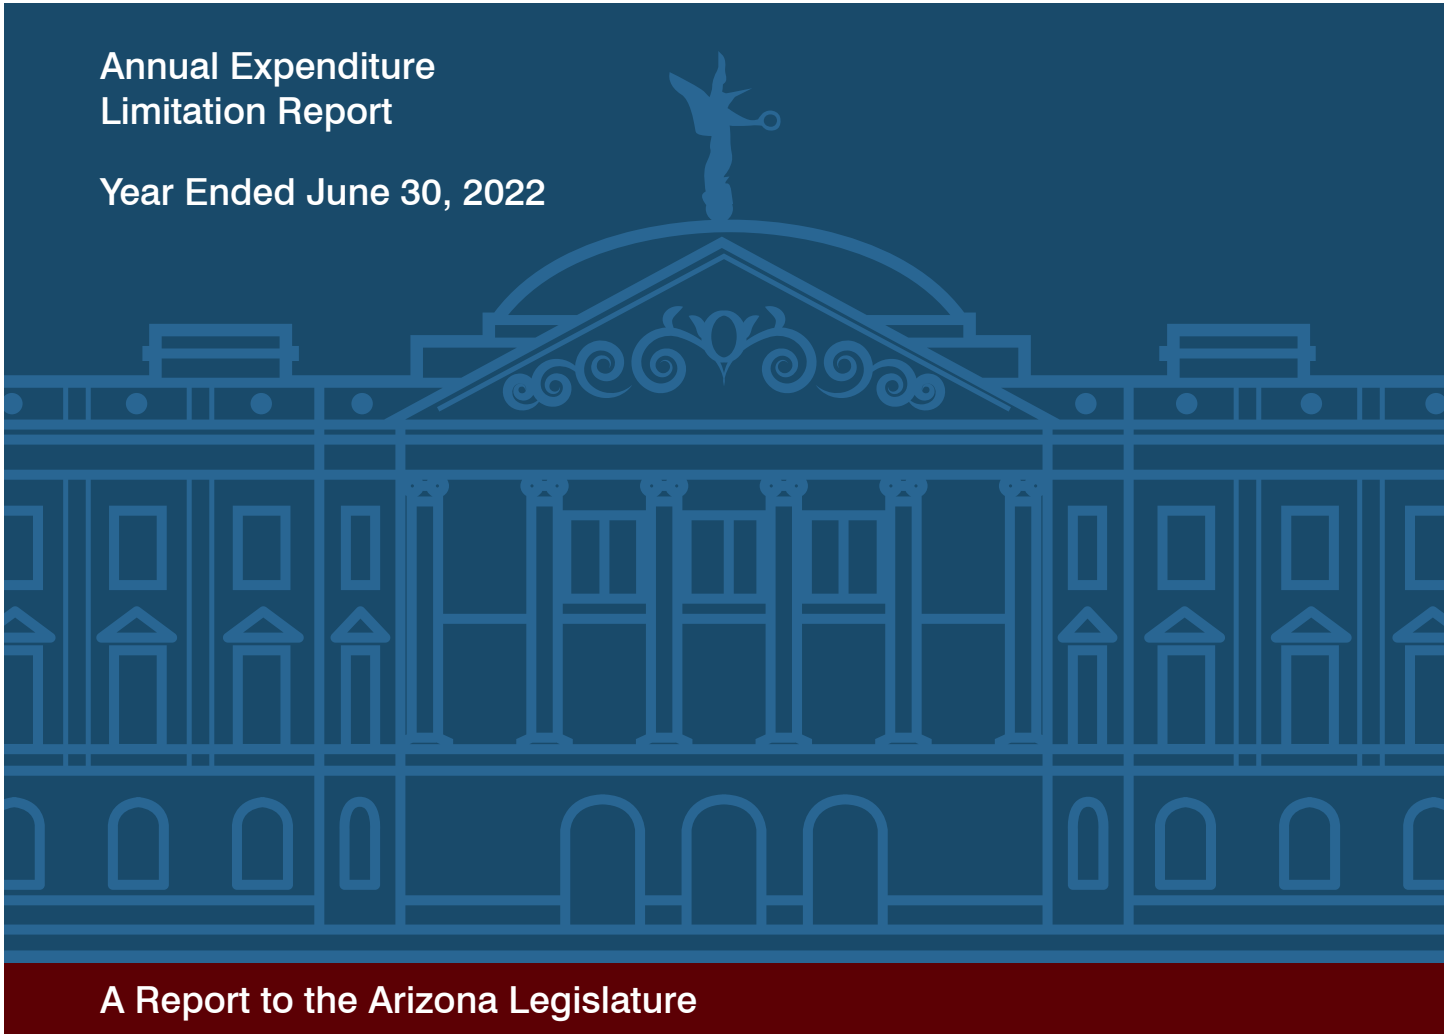 Annual Expenditure
Limitation Report
Year Ended June 30, 2022
A Report to the Arizona Legislature